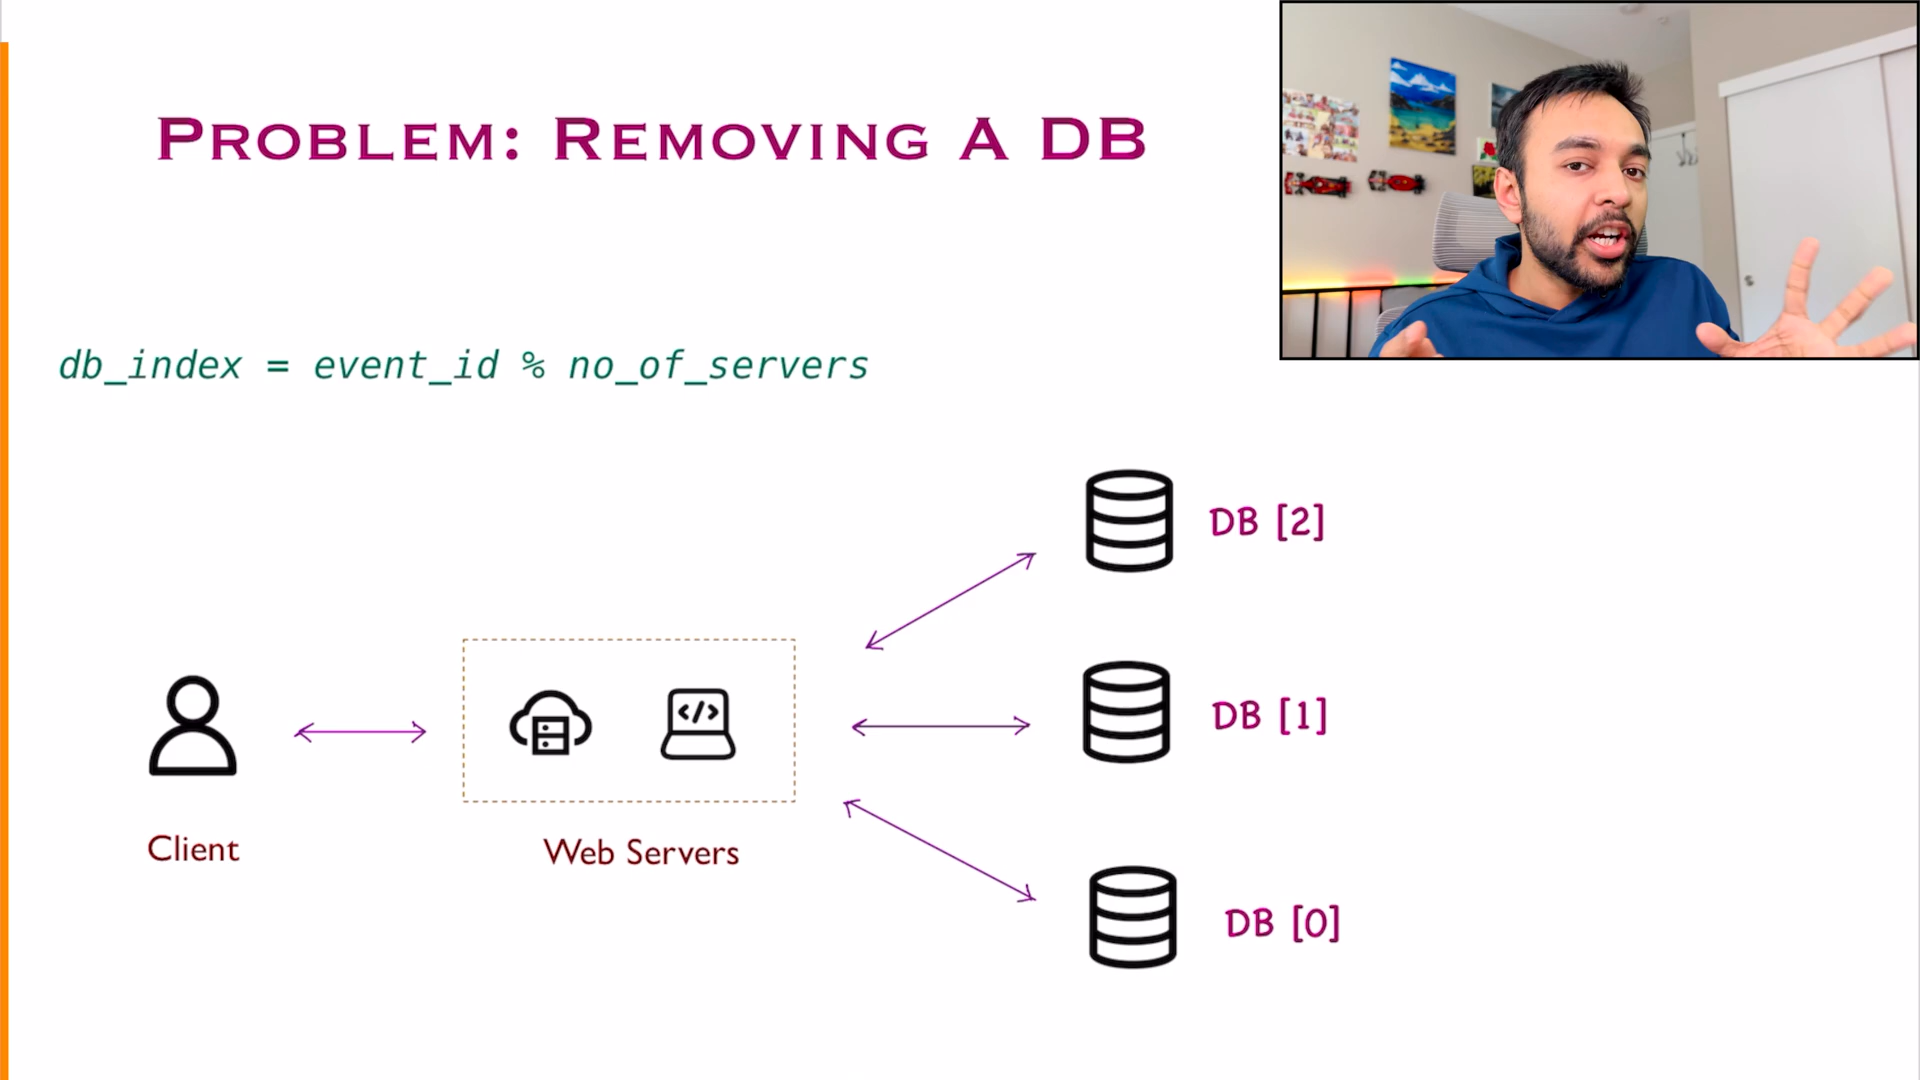 PROBLEM: REMOVING A DB
db_index = event_id % no_of_servers
DB [2]
</>
DB [1]
Client
Web Servers
DB [0]